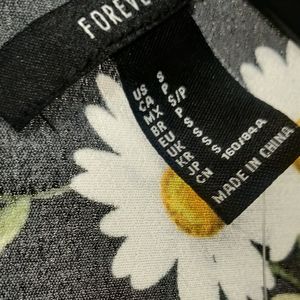 FOREVE
US S
CA P
MX S/P
BR P
EU S
UK S
KR S
JP S
CN 160/84A
MADE IN CHINA